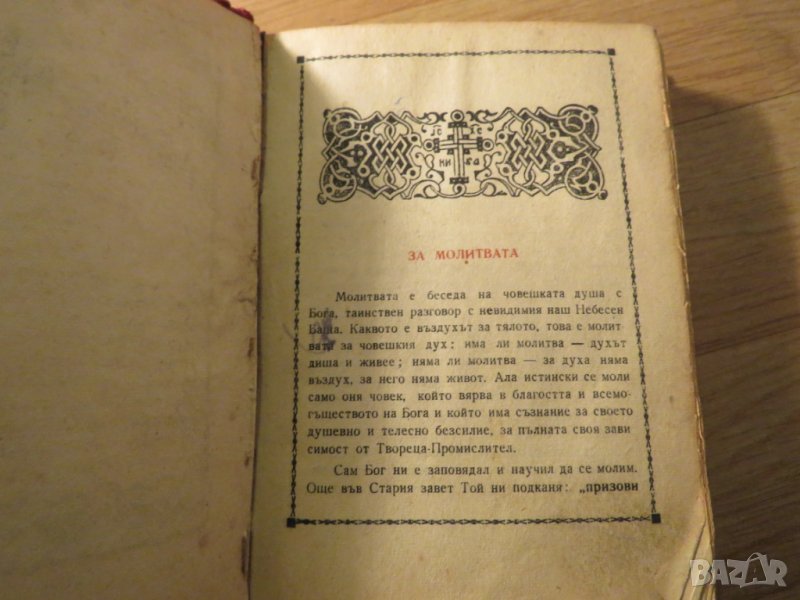 IC
C
НИ
КА
ЗА МОЛИТВАТА
Молитвата е беседа на човешката душа с
Бога, таинствен разговор с невидимия наш Небесен
Баща. Каквото е въздухът за тялото, това е молит-
вата за човешкия дух: има ли молитва — духът
диша и живее; няма ли молитва — за духа няма
въздух, за него няма живот. Ала истински се моли
само оня човек, който вярва в благостта и всемо-
гъществото на Бога и който има съзнание за своето
душевно и телесно безсилие, за пълната своя зави
симост от Твореца-Промислител.
Сам Бог ни е заповядал и научил да се молим.
Още във Стария завет Той ни подканя: „призови
BAZAR
bazar.bg